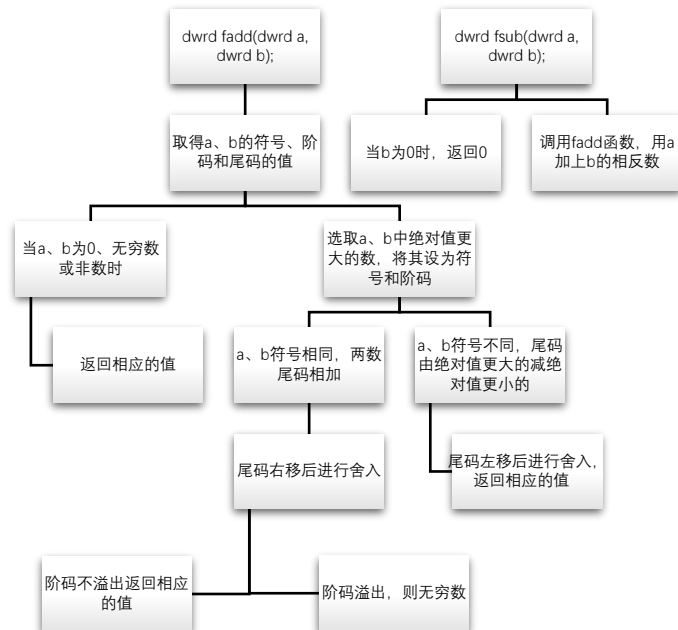 dwrd fadd(dwrd a,
dwrd b);
dwrd fsub(dwrd a,
dwrd b);
取得a、b的符号、阶
码和尾码的值
当b为0时，返回0
调用fadd函数，用a
加上b的相反数
当a、b为0、无穷数
或非数时
选取a、b中绝对值更
大的数，将其设为符
号和阶码
返回相应的值
a、b符号相同，两数
尾码相加
a、b符号不同，尾码
由绝对值更大的减绝
对值更小的
尾码右移后进行舍入
尾码左移后进行舍入，
返回相应的值
阶码不溢出返回相应
的值
阶码溢出，则无穷数